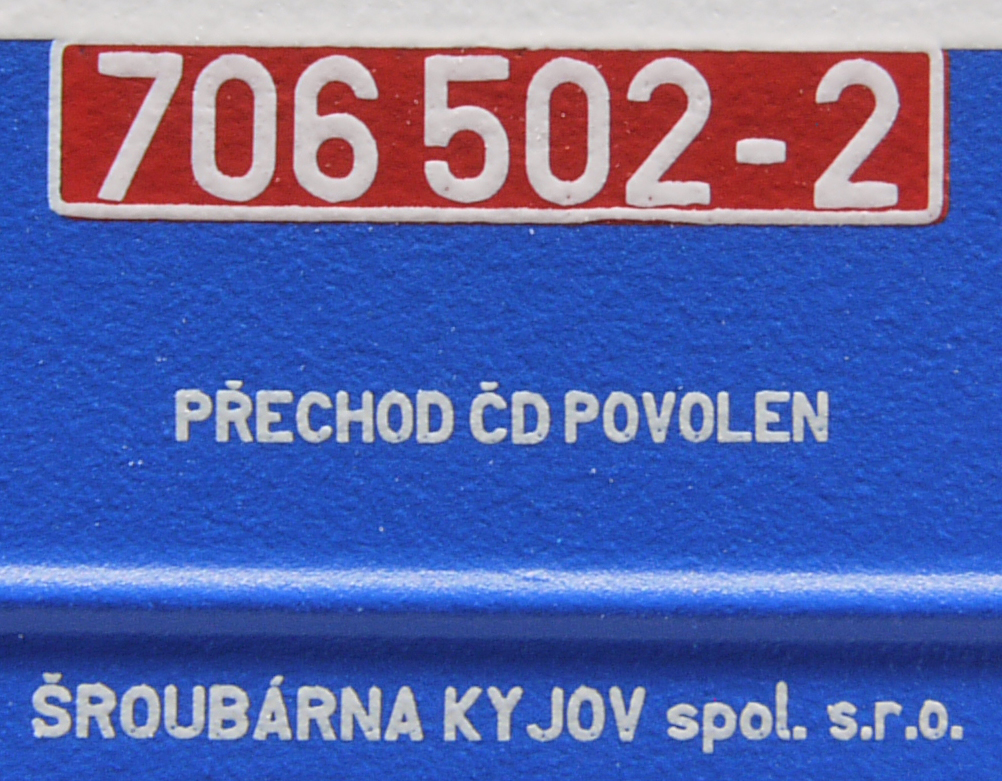 706 502-2
PŘECHOD ČD POVOLEN
ŠROUBÁRNA KYJOV spol. s.r.o.